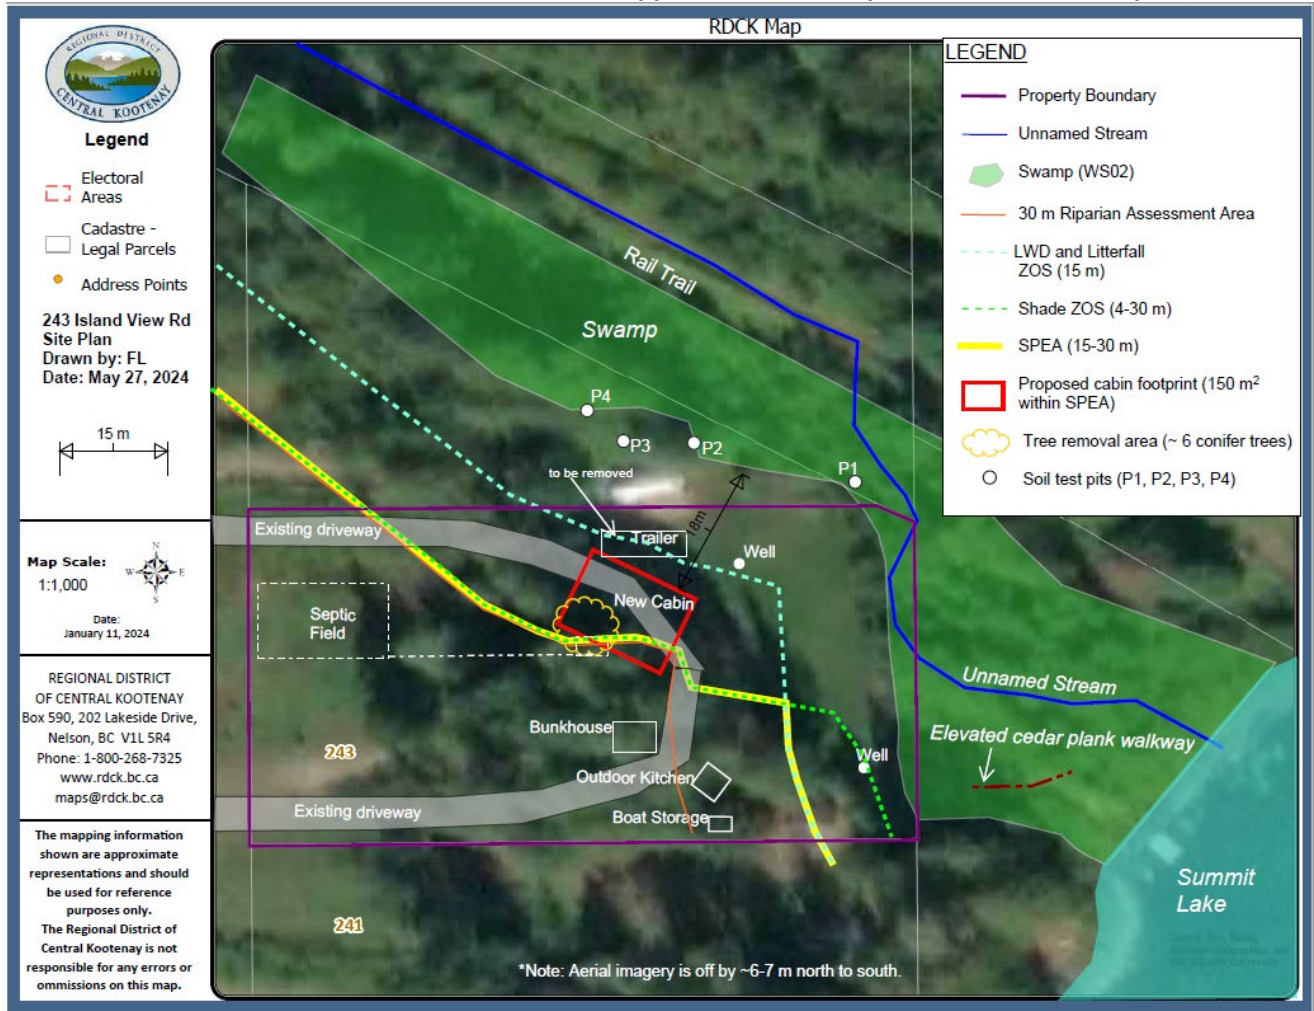 RDCK Map
REGIONAL DISTRICT
CENTRAL KOOTENAY
Legend
Electoral
Areas
Cadastre -
Legal Parcels
Address Points
243 Island View Rd
Site Plan
Drawn by: FL
Date: May 27, 2024
15 m
Map Scale:
1:1,000
N
W
E
S
Date:
January 11, 2024
REGIONAL DISTRICT
OF CENTRAL KOOTENAY
Box 590, 202 Lakeside Drive,
Nelson, BC V1L 5R4
Phone: 1-800-268-7325
www.rdck.bc.ca
maps@rdck.bc.ca
The mapping information
shown are approximate
representations and should
be used for reference
purposes only.
The Regional District of
Central Kootenay is not
responsible for any errors or
ommissions on this map.
LEGEND
Property Boundary
Unnamed Stream
Swamp (WS02)
30 m Riparian Assessment Area
LWD and Litterfall
ZOS (15 m)
Shade ZOS (4-30 m)
SPEA (15-30 m)
Proposed cabin footprint (150 m²
within SPEA)
Tree removal area (~ 6 conifer trees)
Soil test pits (P1, P2, P3, P4)
Rail Trail
Swamp
P4
P3
P2
P1
to be removed
18m
Existing driveway
Trailer
Well
New Cabin
Septic
Field
Unnamed Stream
Bunkhouse
Elevated cedar plank walkway
243
Well
Outdoor Kitchen
Existing driveway
Boat Storage
Summit
Lake
241
*Note: Aerial imagery is off by ~6-7 m north to south.